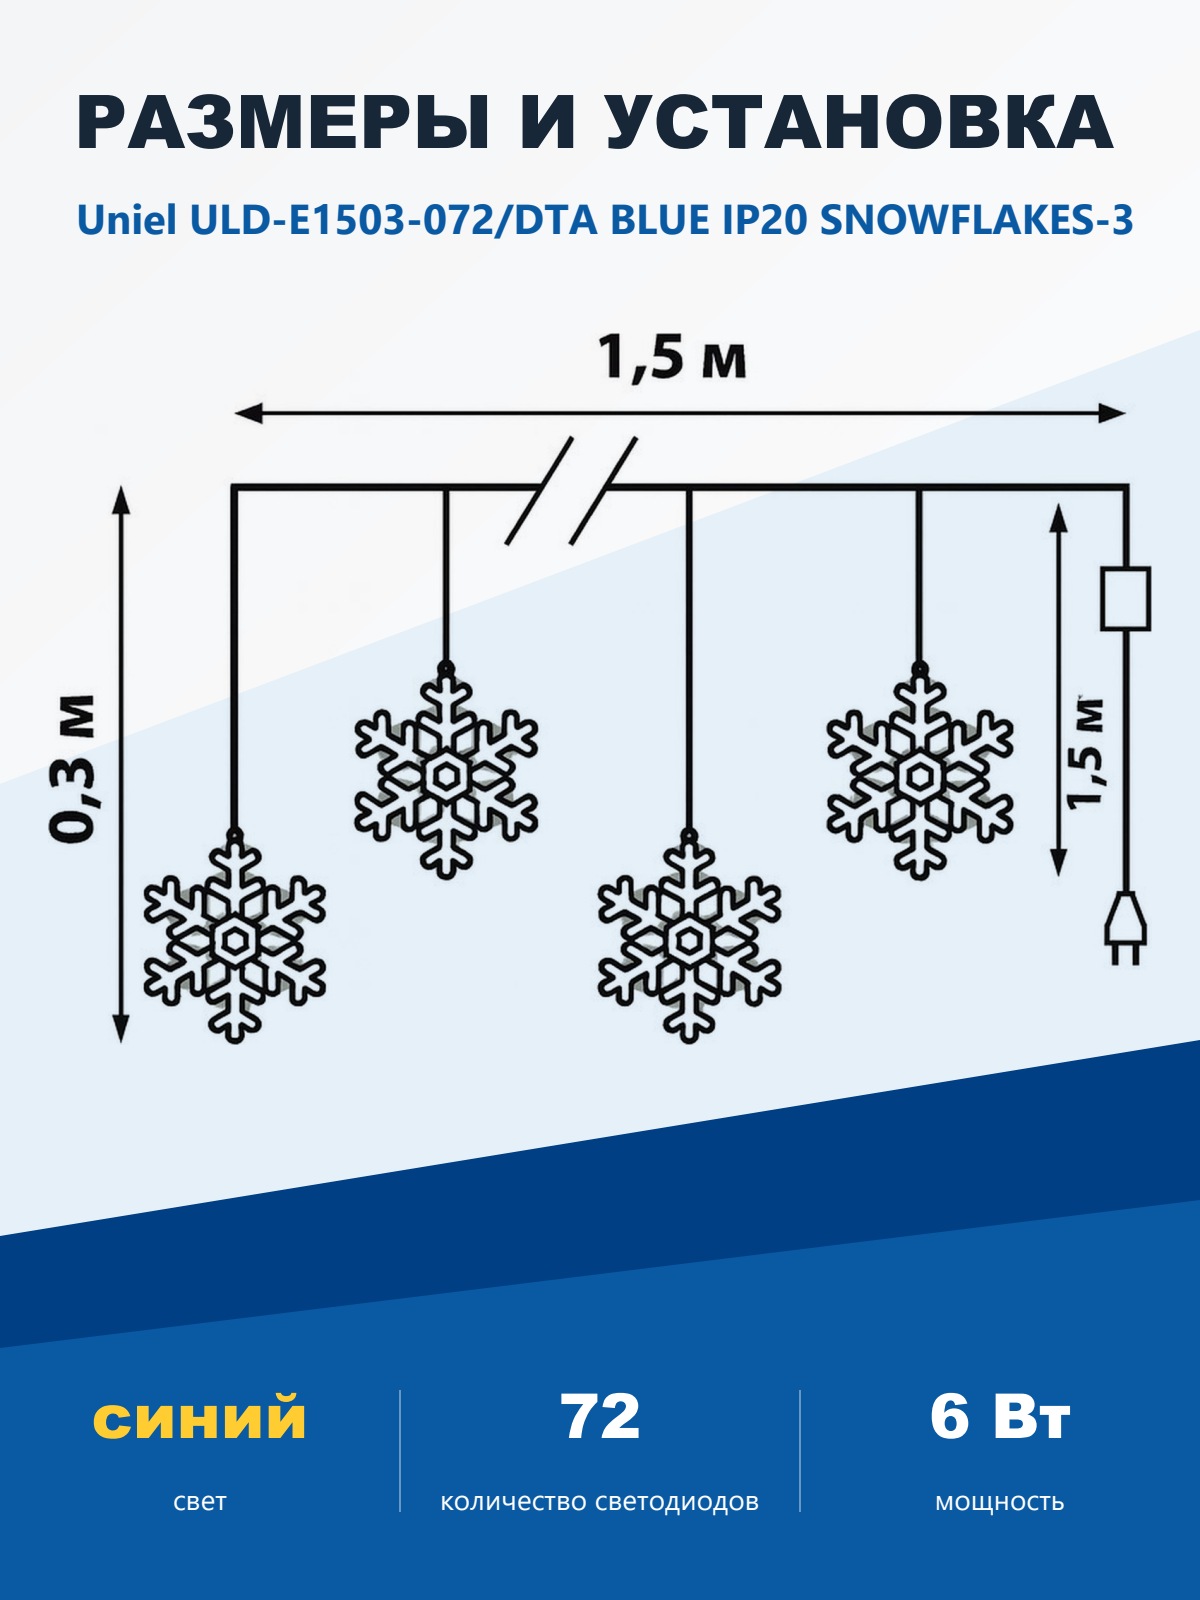 РАЗМЕРЫ И УСТАНОВКА
Uniel ULD-E1503-072/DTA BLUE IP20 SNOWFLAKES-3
1,5 м
0,3 м
1,5 м
синий
свет
72
количество светодиодов
6 Вт
мощность